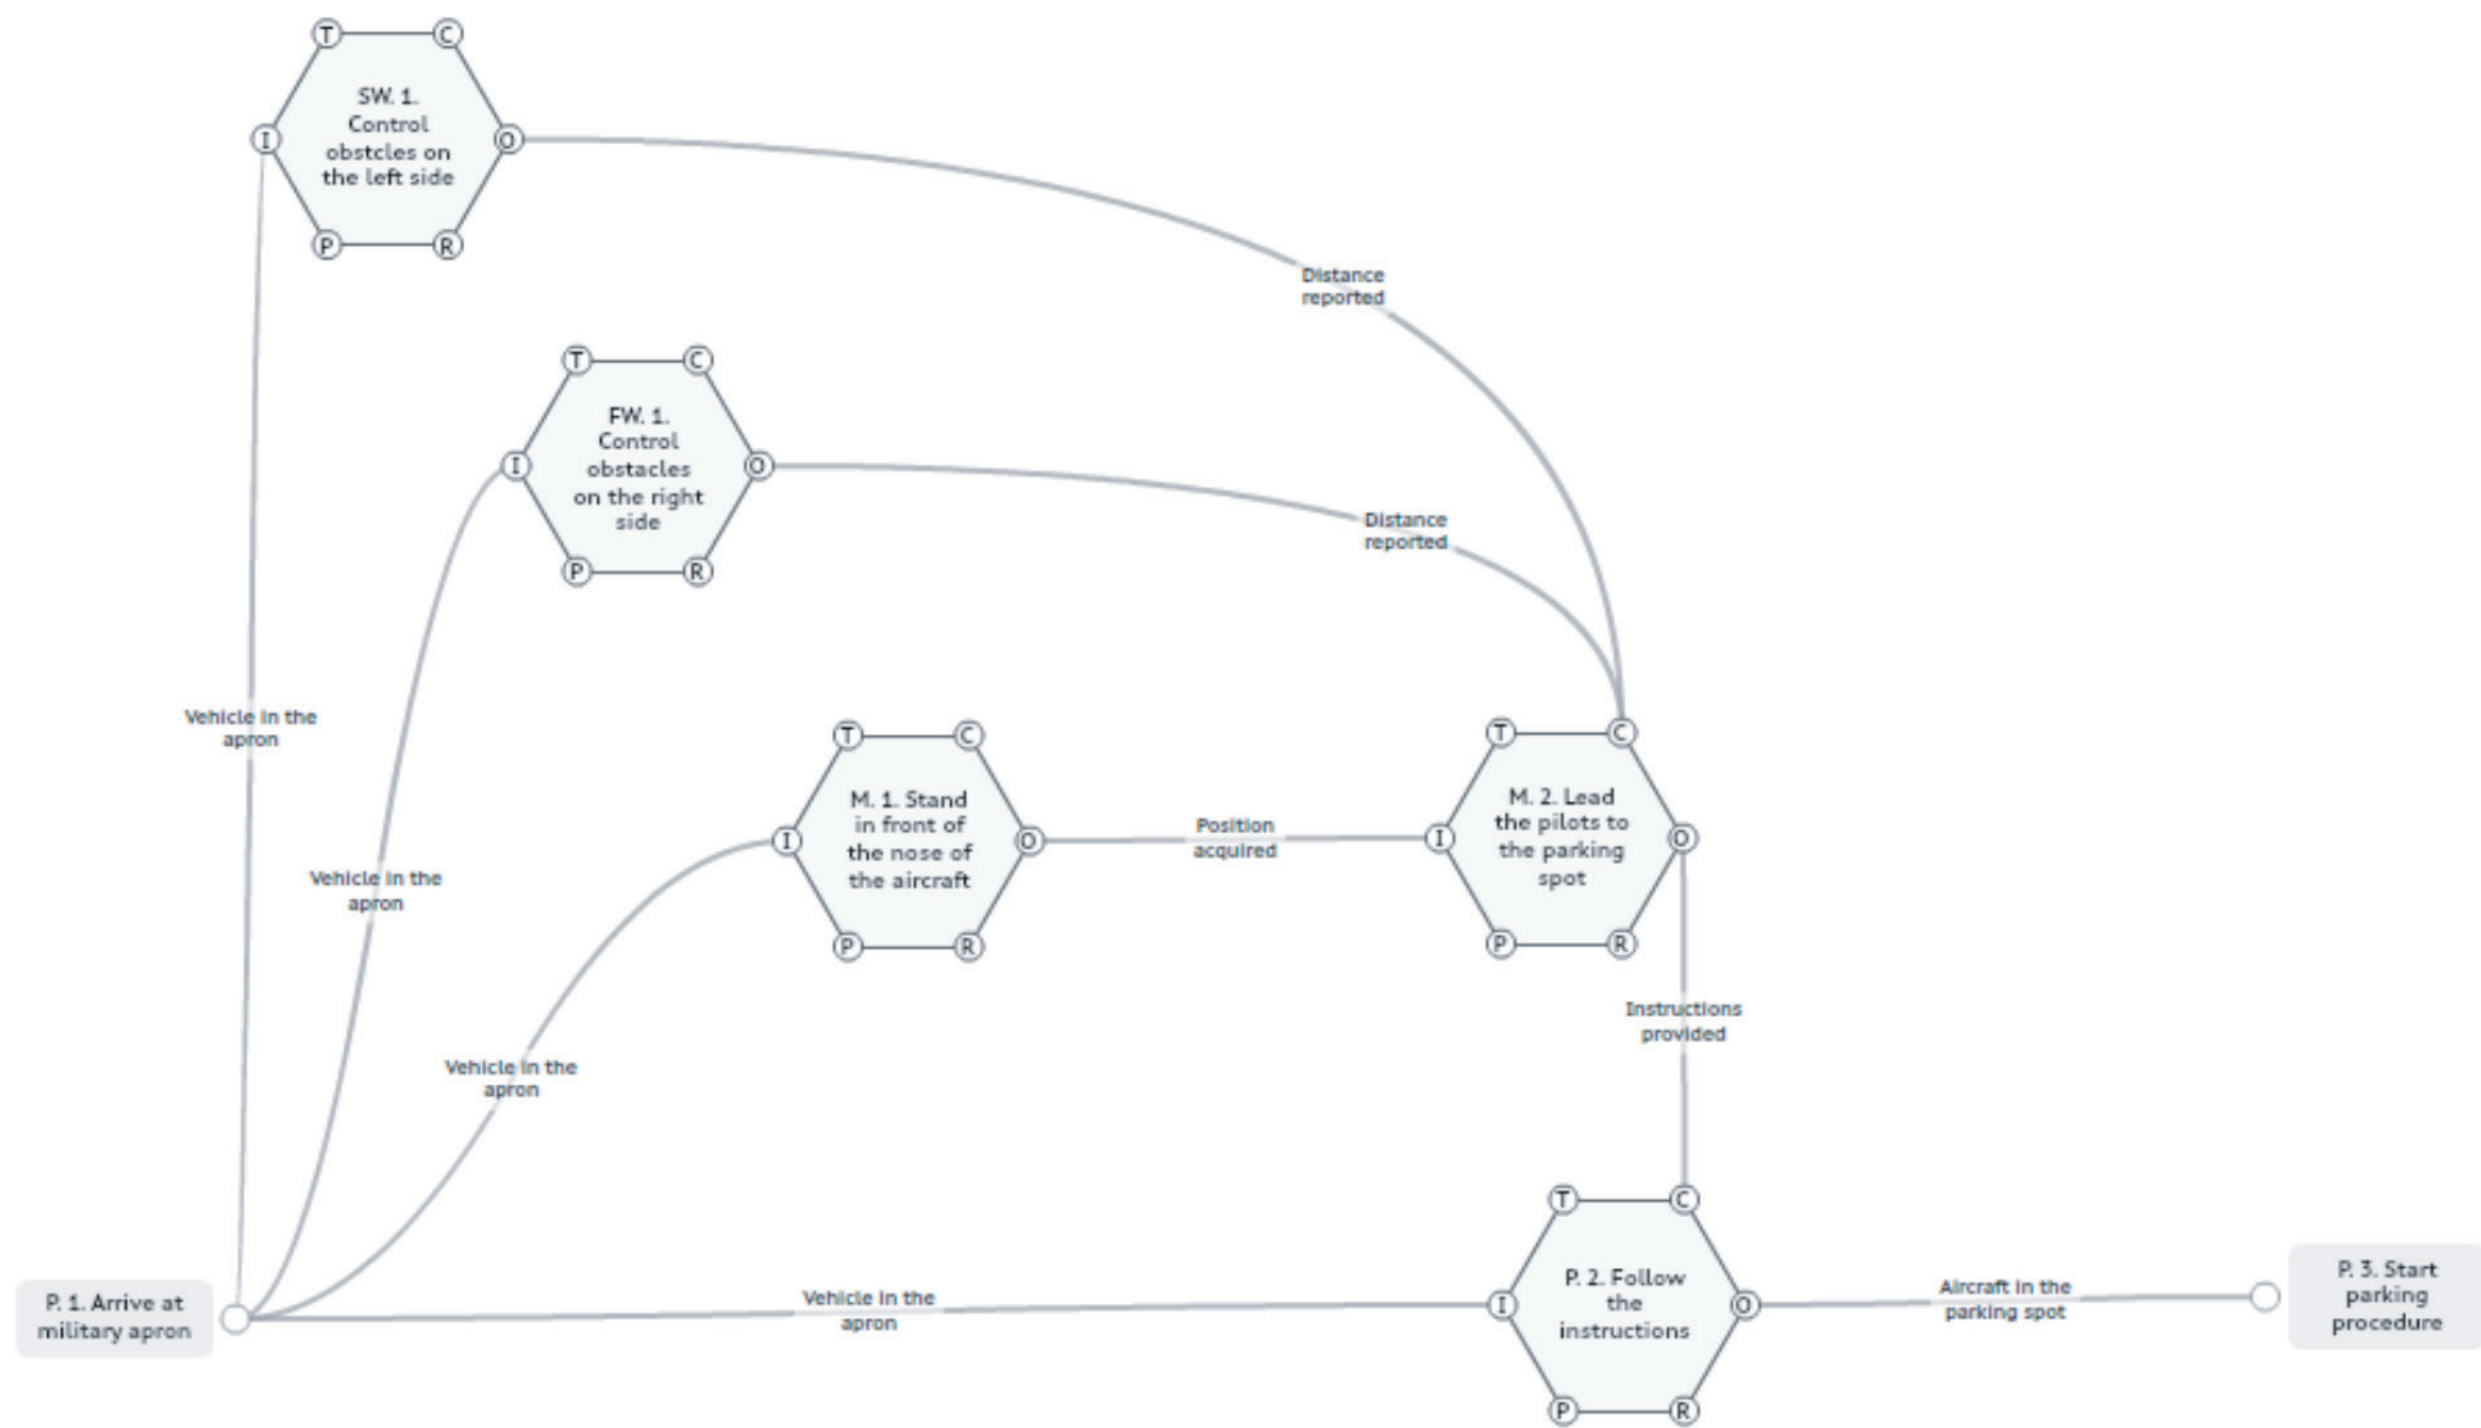 T
C
SW. 1.
Control
I
O
obstcles on
the left side
P
R
Distance
reported
T
C
FW. 1.
Control
I
obstacles
O
on the right
side
P
R
Distance
reported
Vehicle in the
apron
T
C
M. 1. Stand
in front of
I
the nose of
O
the aircraft
P
R
Position
acquired
T
C
M. 2. Lead
the pilots to
I
the parking
O
spot
P
R
Vehicle in the
apron
Instructions
provided
Vehicle in the
apron
P. 1. Arrive at
military apron
Vehicle in the
apron
T
C
P. 2. Follow
I
the
O
instructions
P
R
Aircraft in the
parking spot
P. 3. Start
parking
procedure